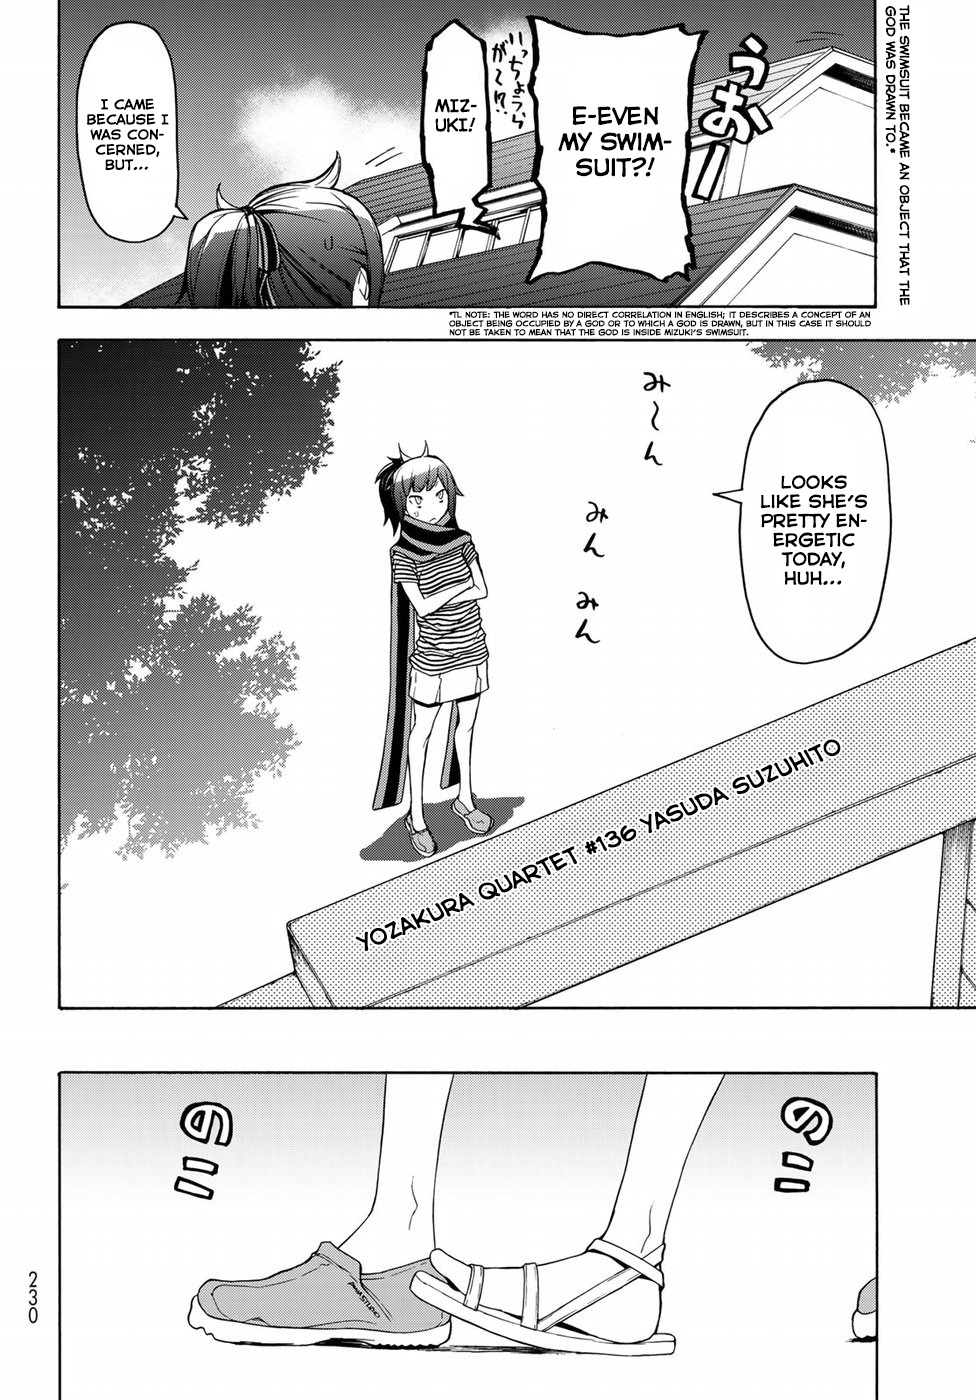 THE SWIMSUIT BECAME AN OBJECT THAT THE
GOD WAS DRAWN TO.*
うおー
E-EVEN
MY SWIM-
SUIT?!
いっちょうら
が〜!?
MIZ-
UKI!
I CAME
BECAUSE I
WAS CON-
CERNED,
BUT...
*TL NOTE: THE WORD HAS NO DIRECT CORRELATION IN ENGLISH; IT DESCRIBES A CONCEPT OF AN
OBJECT BEING OCCUPIED BY A GOD OR TO WHICH A GOD IS DRAWN, BUT IN THIS CASE IT SHOULD
NOT BE TAKEN TO MEAN THAT THE GOD IS INSIDE MIZUKI'S SWIMSUIT.
LOOKS
LIKE SHE'S
PRETTY EN-
ERGETIC
TODAY,
HUH...
み〜ん
みん
みん
YOZAKURA QUARTET #136 YASUDA SUZUHITO
の
の
230